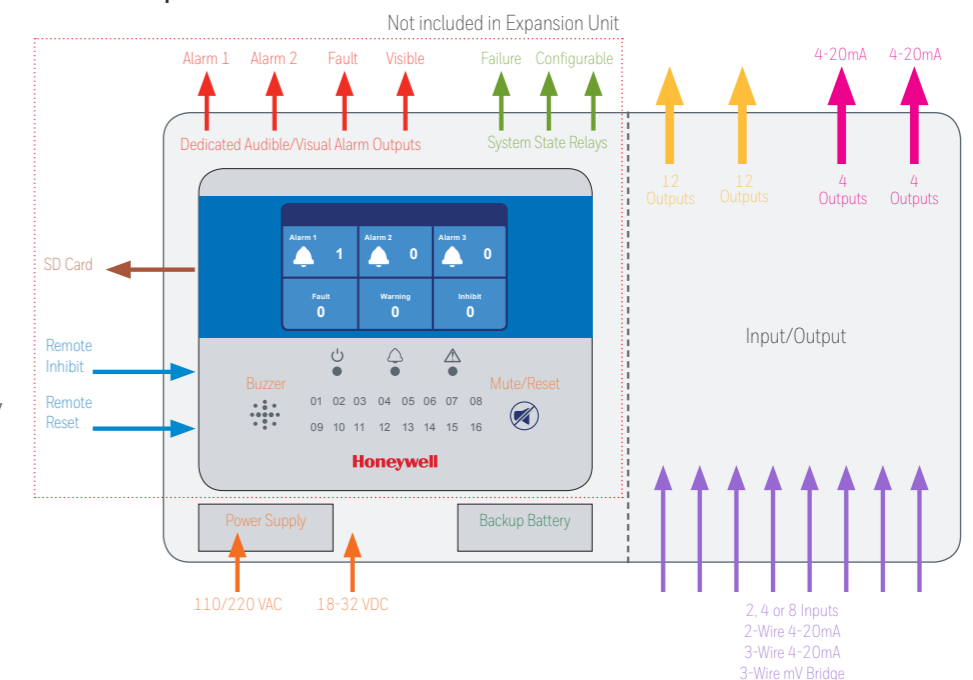 Not included in Expansion Unit
Alarm 1 Alarm 2 Fault Visible Failure Configurable 4-20mA 4-20mA
Dedicated Audible/Visual Alarm Outputs System State Relays
12 Outputs
12 Outputs
4 Outputs
4 Outputs
SD Card
Alarm 1 1
Alarm 2 0
Alarm 3 0
Fault 0
Warning 0
Inhibit 0
Remote Inhibit
Input/Output
Buzzer
Mute/Reset
Remote Reset
01 02 03 04 05 06 07 08
09 10 11 12 13 14 15 16
Honeywell
Power Supply
Backup Battery
110/220 VAC
18-32 VDC
2, 4 or 8 Inputs
2-Wire 4-20mA
3-Wire 4-20mA
3-Wire mV Bridge